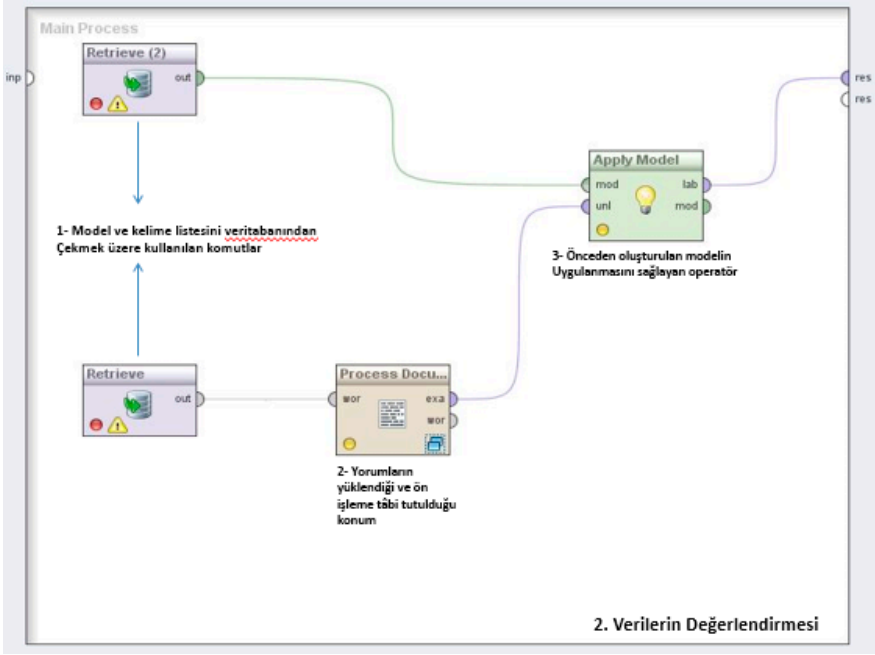 Main Process
Retrieve (2)
inp
out
res
res
Apply Model
mod
lab
unl
mod
1- Model ve kelime listesini veritabanından
Çekmek üzere kullanılan komutlar
3- Önceden oluşturulan modelin
Uygulanmasını sağlayan operatör
Retrieve
out
Process Docu...
wor
exa
wor
2- Yorumların
yüklendiği ve ön
işleme tâbi tutulduğu
konum
2. Verilerin Değerlendirmesi